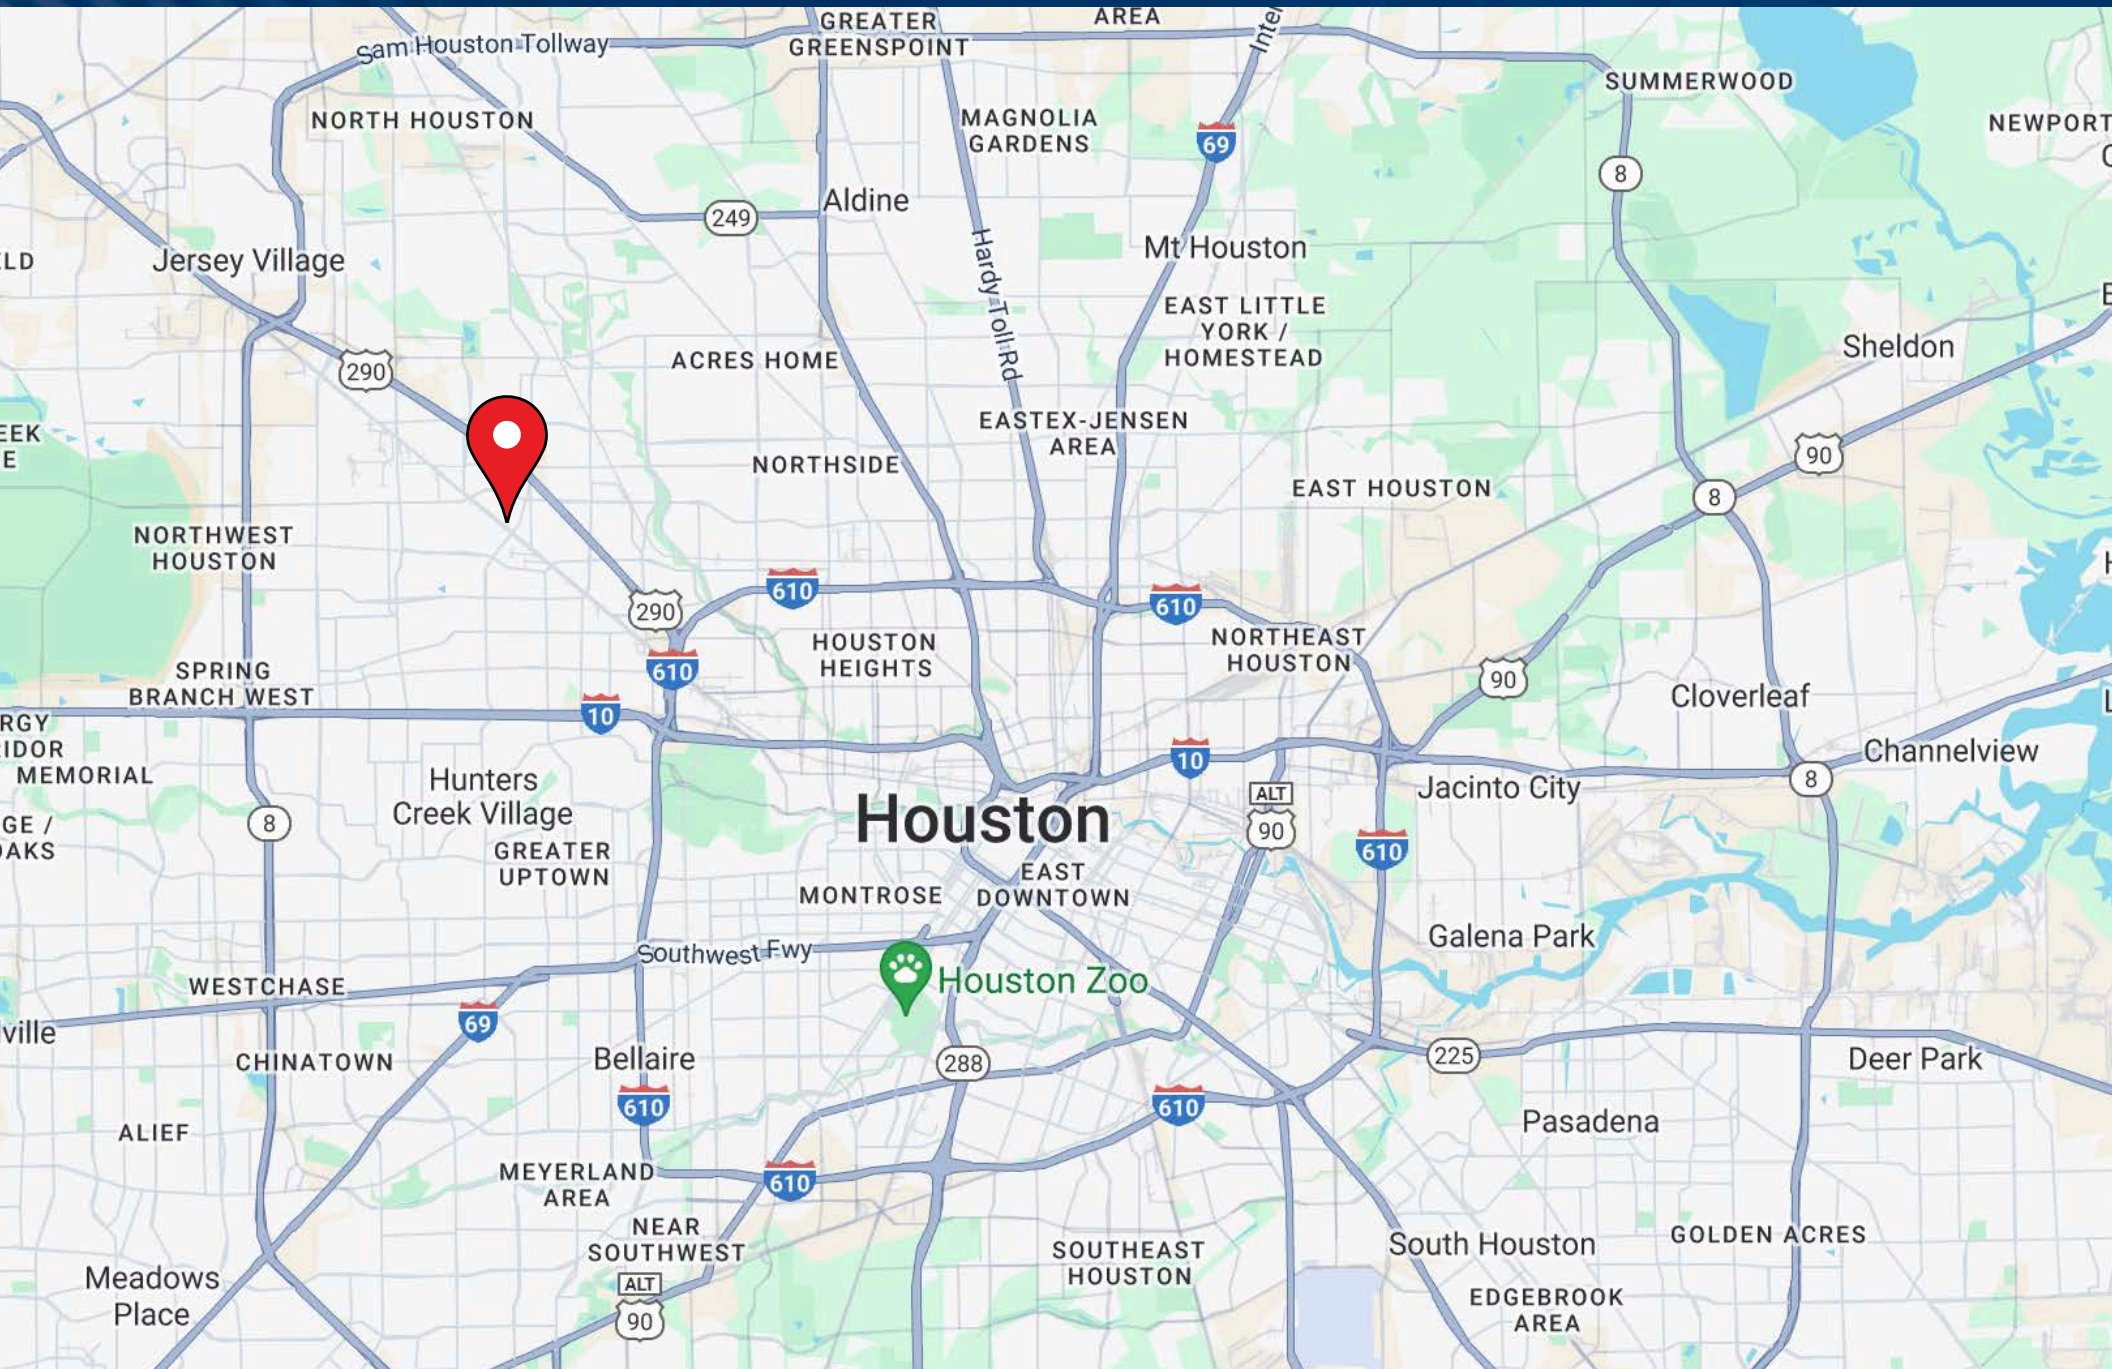 GREATER
GREENSPOINT
AREA
Inter
Sam Houston Tollway
SUMMERWOOD
NORTH HOUSTON
MAGNOLIA
GARDENS
NEWPORT
69
8
249
Aldine
Jersey Village
Hardy Toll Rd
Mt Houston
EAST LITTLE
YORK /
HOMESTEAD
Sheldon
290
ACRES HOME
EASTEX-JENSEN
AREA
NORTHSIDE
90
EAST HOUSTON
8
NORTHWEST
HOUSTON
610
610
290
HOUSTON
HEIGHTS
NORTHEAST
HOUSTON
SPRING
BRANCH WEST
610
90
Cloverleaf
10
MEMORIAL
10
Channelview
Hunters
Creek Village
Jacinto City
8
ALT
90
Houston
8
GREATER
UPTOWN
610
EAST
DOWNTOWN
MONTROSE
Galena Park
Southwest Fwy
Houston Zoo
WESTCHASE
69
ville
CHINATOWN
Bellaire
288
225
Deer Park
610
610
Pasadena
ALIEF
MEYERLAND
AREA
610
NEAR
SOUTHWEST
SOUTHEAST
HOUSTON
South Houston
GOLDEN ACRES
Meadows
Place
ALT
90
EDGEBROOK
AREA